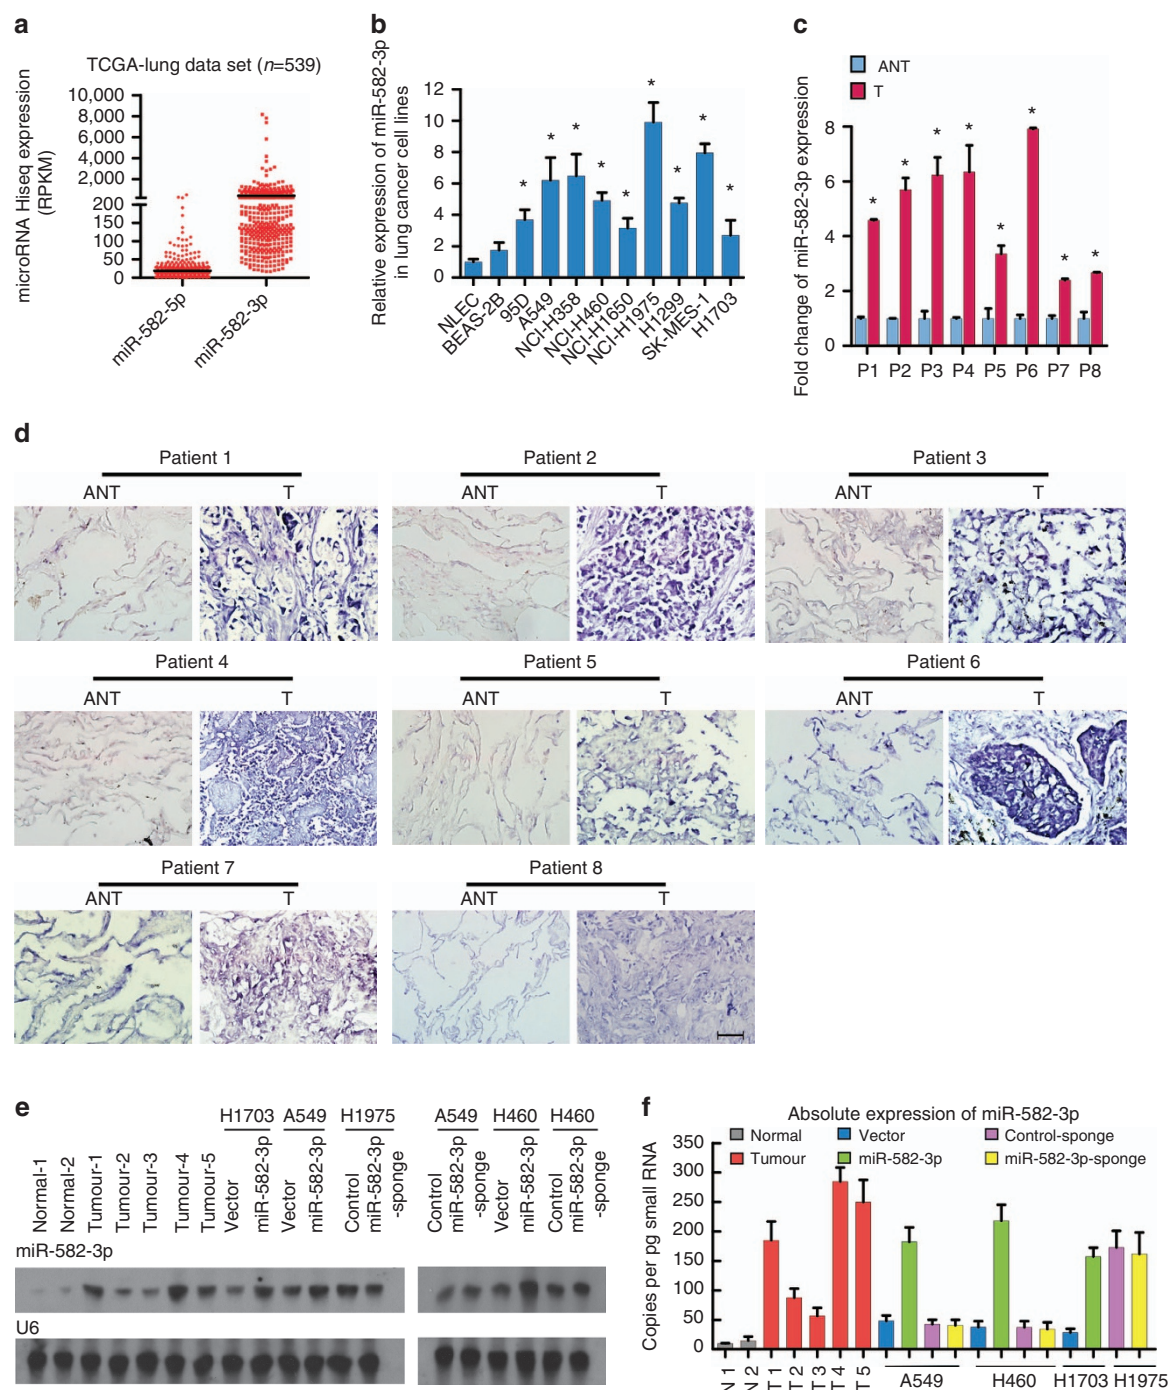 a
TCGA-lung data set (n=539)
microRNA Hiseq expression
(RPKM)
10,000
8,000
6,000
4,000
2,000
200
150
100
50
0
miR-582-5p
miR-582-3p
b
Relative expression of miR-582-3p
in lung cancer cell lines
12
10
8
6
4
2
0
* * * * * * * * *
NLEC
BEAS-2B
95D
A549
NCI-H358
NCI-H460
NCI-H1650
NCI-H1975
H1299
SK-MES-1
H1703
c
ANT
T
Fold change of miR-582-3p expression
8
6
4
2
0
* * * * * * * *
P1 P2 P3 P4 P5 P6 P7 P8
d
Patient 1
ANT T
Patient 2
ANT T
Patient 3
ANT T
Patient 4
ANT T
Patient 5
ANT T
Patient 6
ANT T
Patient 7
ANT T
Patient 8
ANT T
e
H1703 A549 H1975 A549 H460 H460
Normal-1
Normal-2
Tumour-1
Tumour-2
Tumour-3
Tumour-4
Tumour-5
Vector
miR-582-3p
Vector
miR-582-3p
Control
miR-582-3p
-sponge
Control
miR-582-3p
-sponge
Vector
miR-582-3p
Control
miR-582-3p
-sponge
miR-582-3p
U6
f
Absolute expression of miR-582-3p
Normal
Tumour
Vector
miR-582-3p
Control-sponge
miR-582-3p-sponge
Copies per pg small RNA
350
300
250
200
150
100
50
0
N 1
N 2
T 1
T 2
T 3
T 4
T 5
A549 H460 H1703 H1975